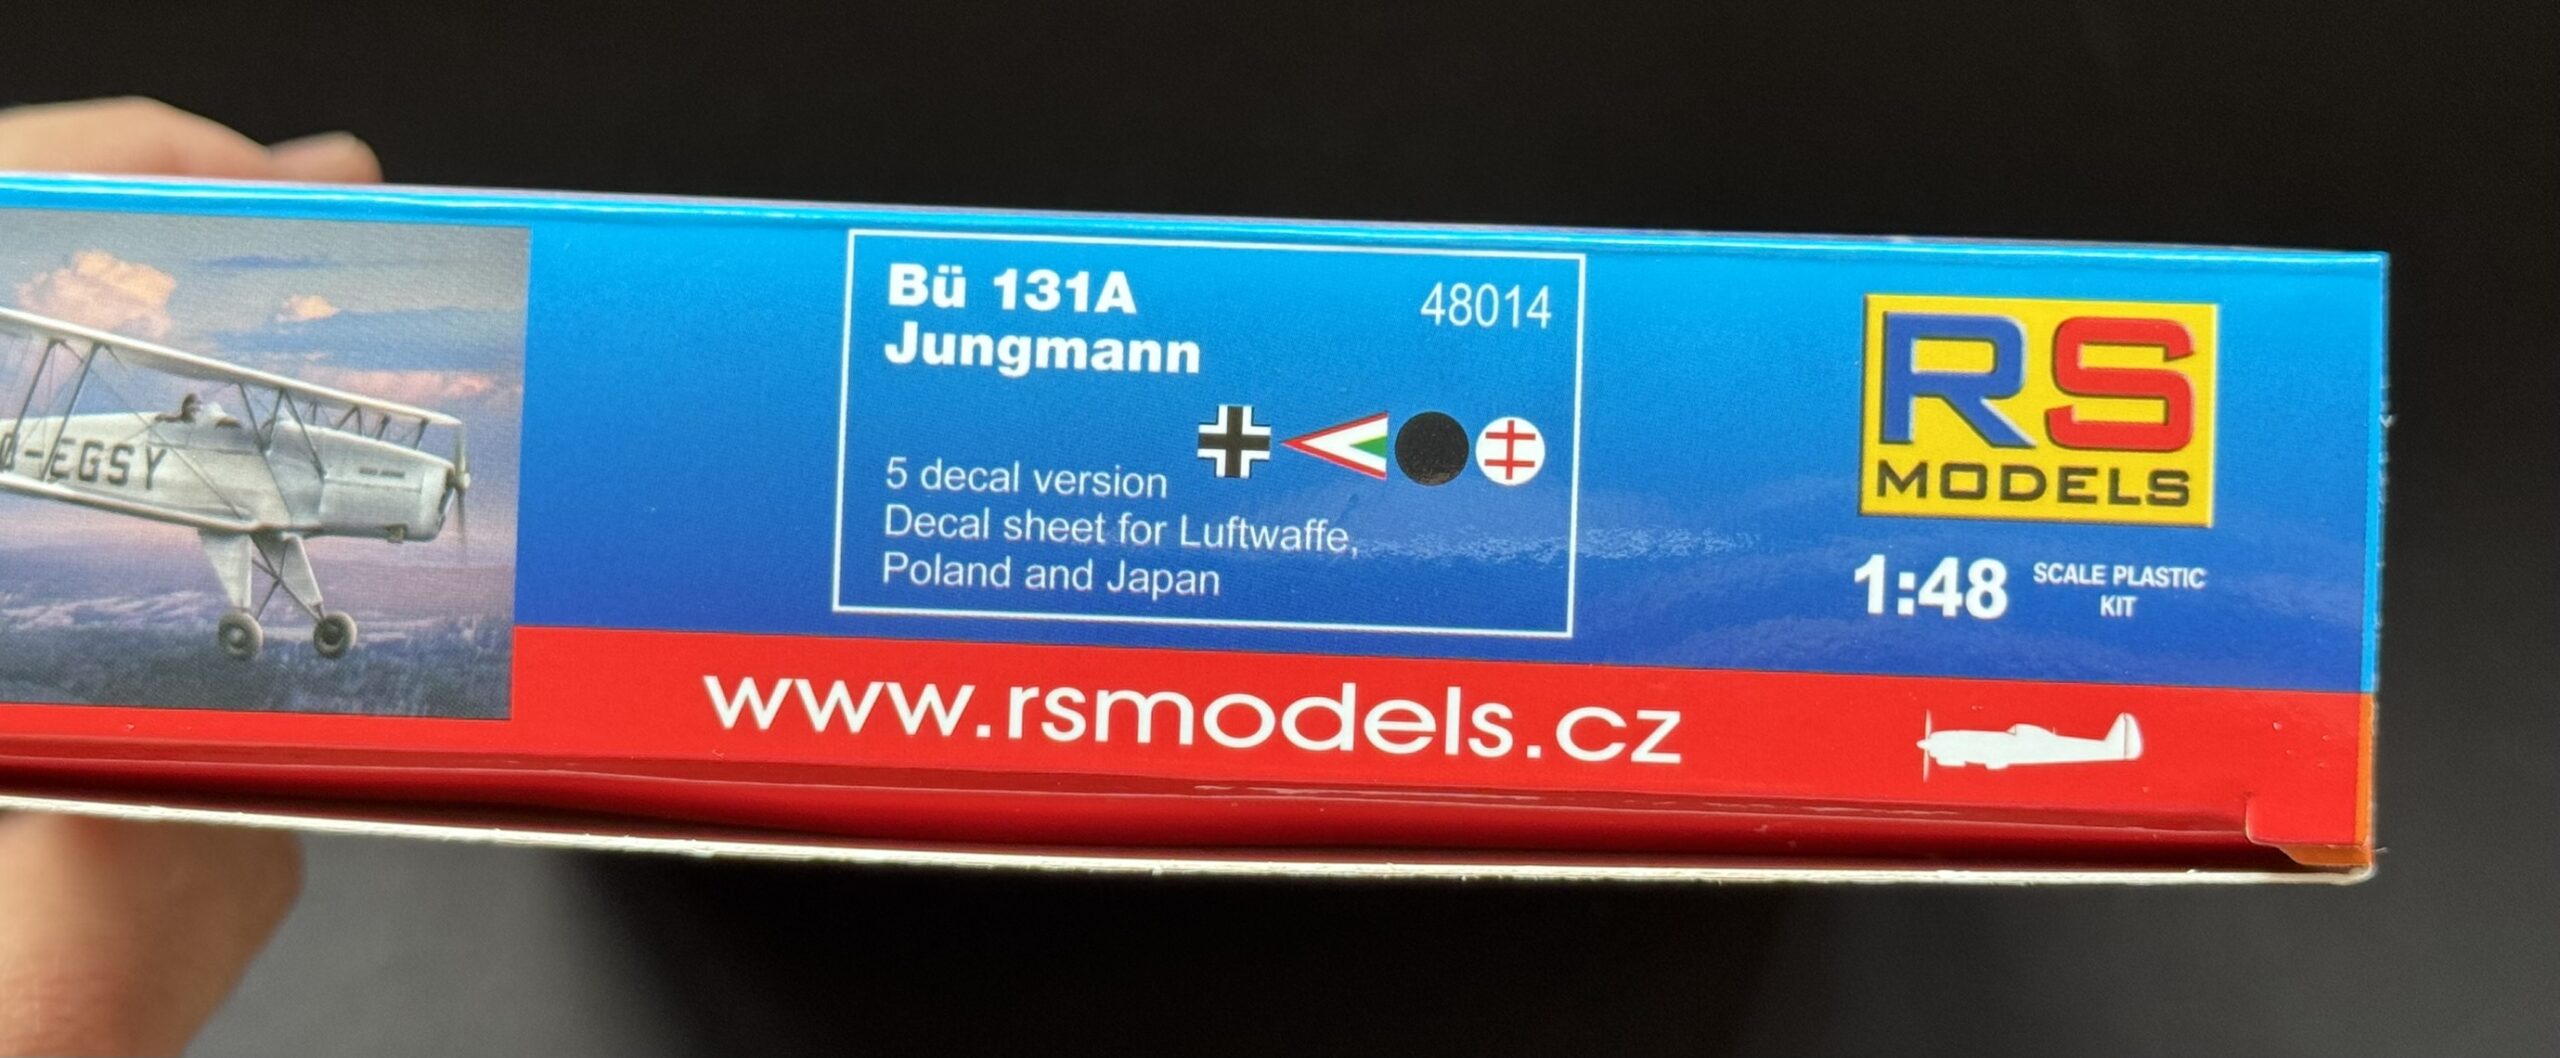 Bü 131A
Jungmann
48014
5 decal version
Decal sheet for Luftwaffe,
Poland and Japan
RS
MODELS
1:48 SCALE PLASTIC
KIT
D-EGSY
www.rsmodels.cz